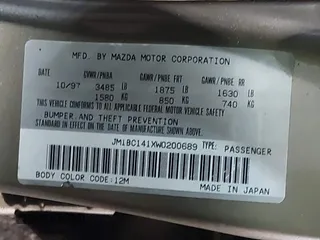 MFD. BY MAZDA MOTOR CORPORATION
DATE GVWR/PNBA GAWR/PNBE FRT GAWR/PNBE RR
10/97 3485 LB 1875 LB 1630 LB
1580 KG 850 KG 740 KG
THIS VEHICLE CONFORMS TO ALL APPLICABLE FEDERAL MOTOR VEHICLE SAFETY
BUMPER, AND THEFT PREVENTION
STANDARD IN EFFECT ON THE DATE OF MANUFACTURE SHOWN ABOVE.
JM1BC141XW0200689 TYPE: PASSENGER
BODY COLOR CODE: 12M MADE IN JAPAN